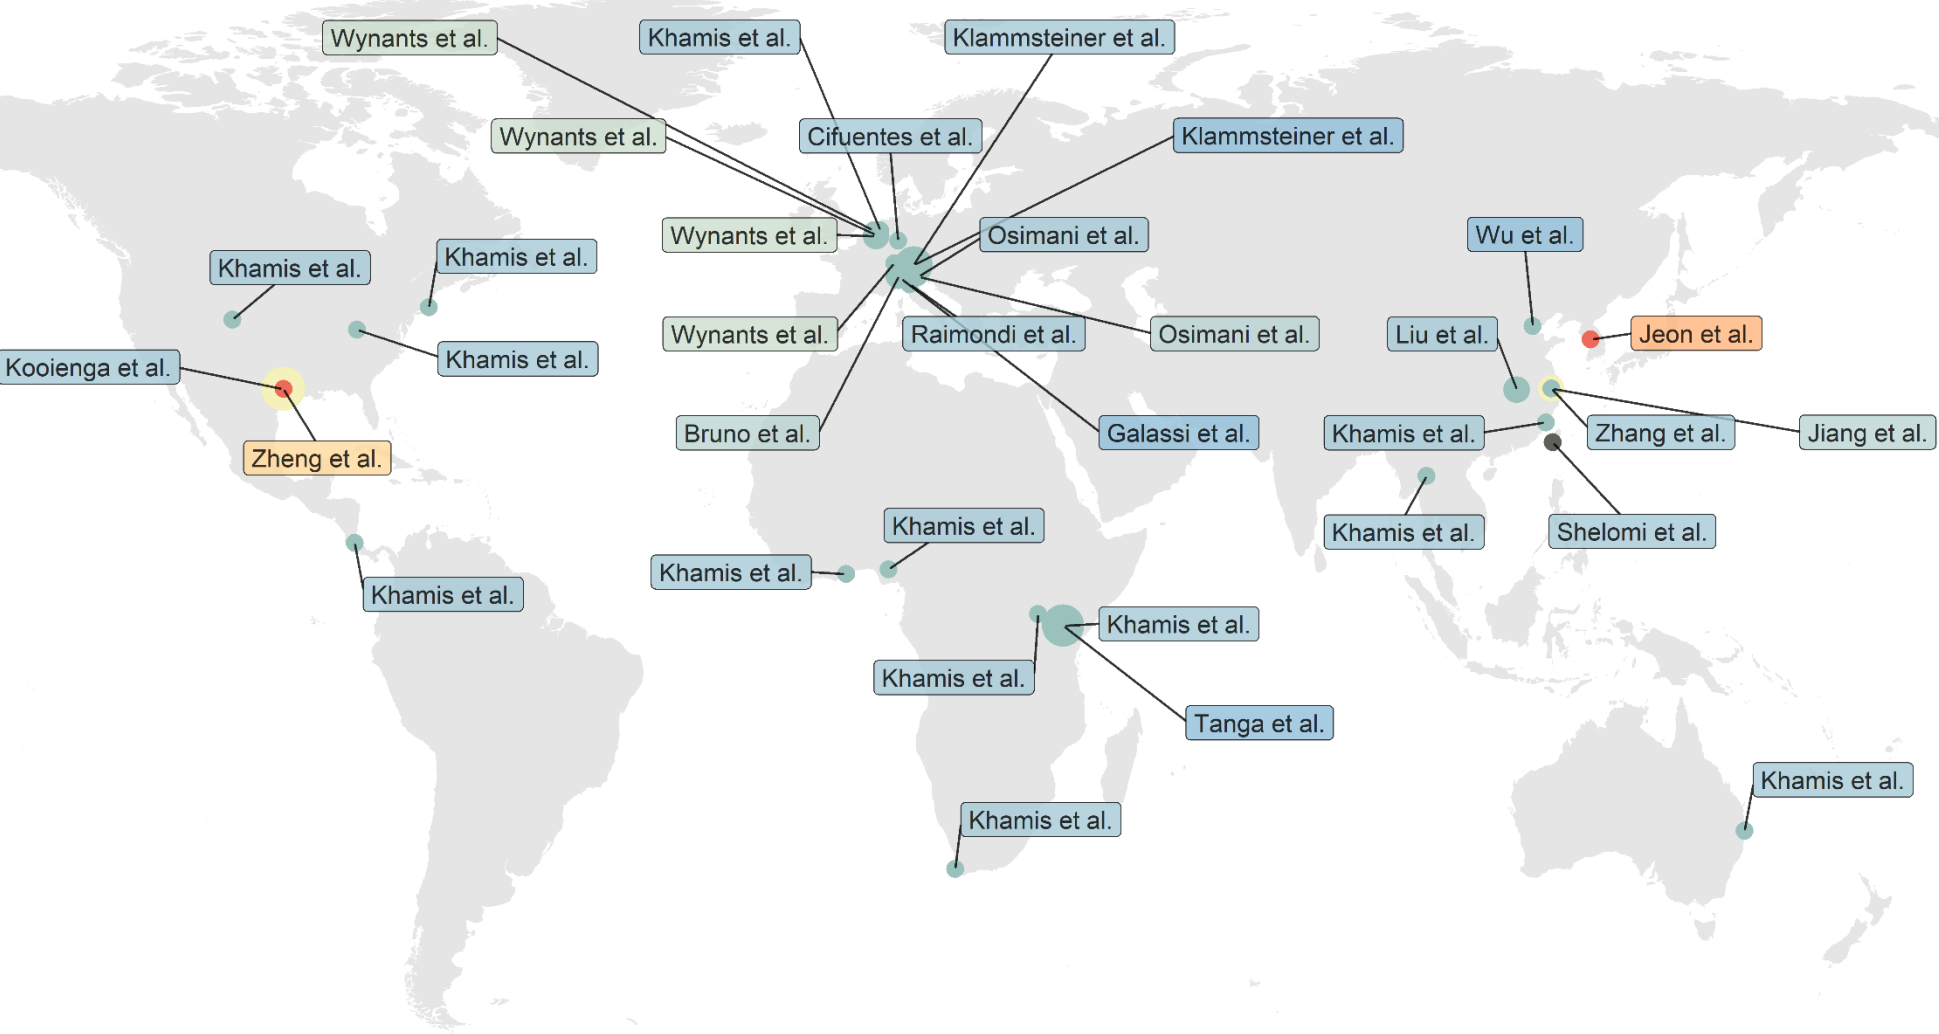 Wynants et al.
Khamis et al.
Klammsteiner et al.
Wynants et al.
Cifuentes et al.
Klammsteiner et al.
Wynants et al.
Osimani et al.
Wu et al.
Khamis et al.
Khamis et al.
Khamis et al.
Kooienga et al.
Wynants et al.
Raimondi et al.
Osimani et al.
Liu et al.
Jeon et al.
Zheng et al.
Bruno et al.
Galassi et al.
Khamis et al.
Zhang et al.
Jiang et al.
Khamis et al.
Khamis et al.
Shelomi et al.
Khamis et al.
Khamis et al.
Khamis et al.
Khamis et al.
Tanga et al.
Khamis et al.
Khamis et al.